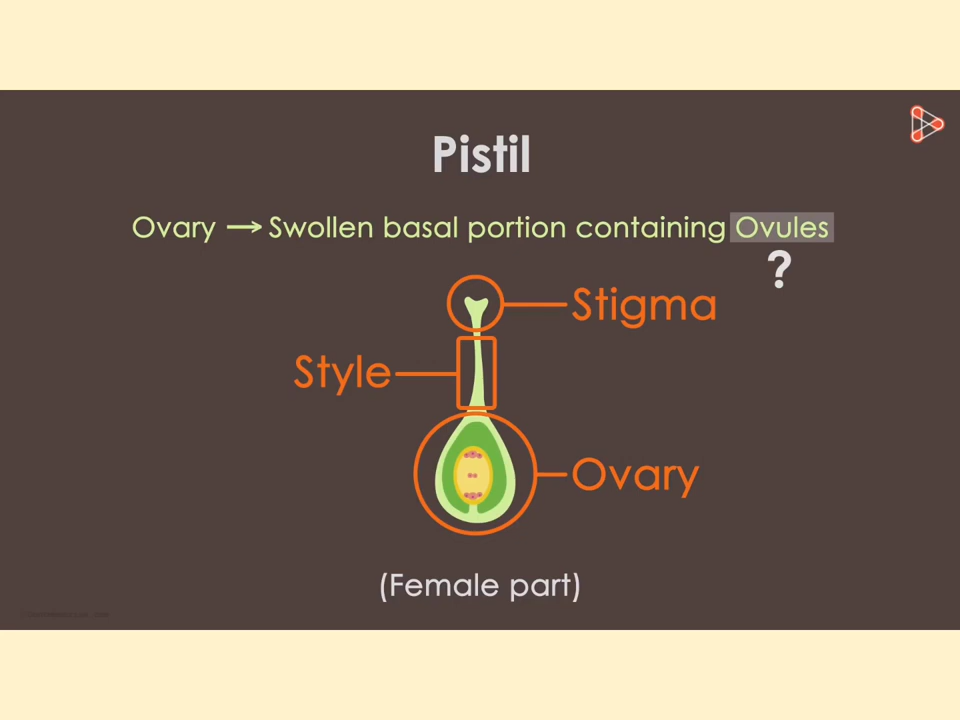 Pistil
Ovary → Swollen basal portion containing Ovules
?
Stigma
Style
Ovary
(Female part)